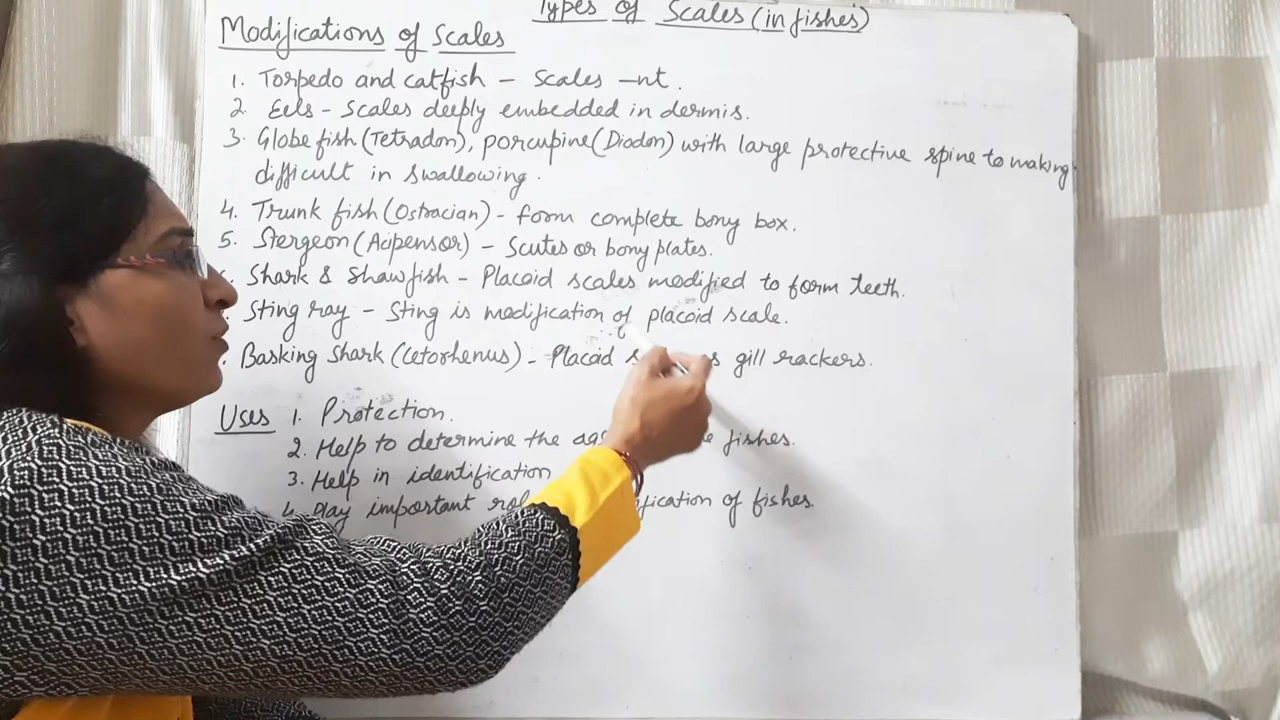 Types of Scales (in fishes)
Modifications of Scales
1. Torpedo and catfish - Scales -nt.
2. Eels - Scales deeply embedded in dermis.
3. Globe fish (Tetradon), porcupine (Diodon) with large protective spine to making
difficult in swallowing.
4. Trunk fish (Ostracian) - form complete bony box.
5. Stergeon (Acipensor) - Scutes or bony plates.
Shark & Shawfish - Placoid scales modified to form teeth.
Sting ray - Sting is modification of placoid scale.
Basking Shark (Cetorhenus) - Placoid gill rackers.
Uses 1. Protection.
2. Help to determine the fishes.
3. Help in identification
4. Play important of fishes.